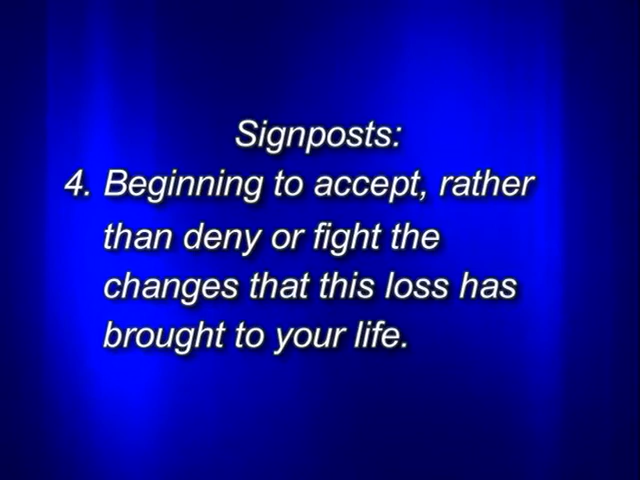 Signposts:
4. Beginning to accept, rather
than deny or fight the
changes that this loss has
brought to your life.